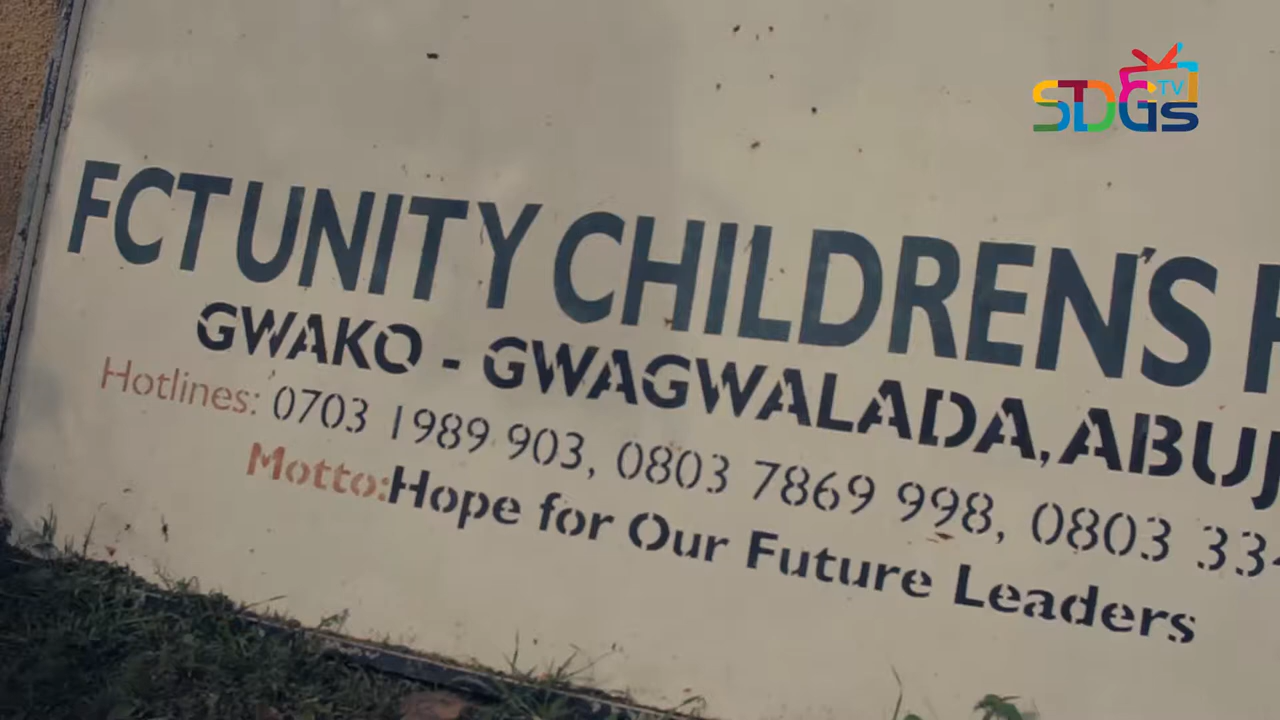 SDGs TV
FCT UNITY CHILDREN'S
GWAKO - GWAGWALADA, ABUJ
Hotlines: 0703 1989 903, 0803 7869 998, 0803 33
Motto: Hope for Our Future Leaders